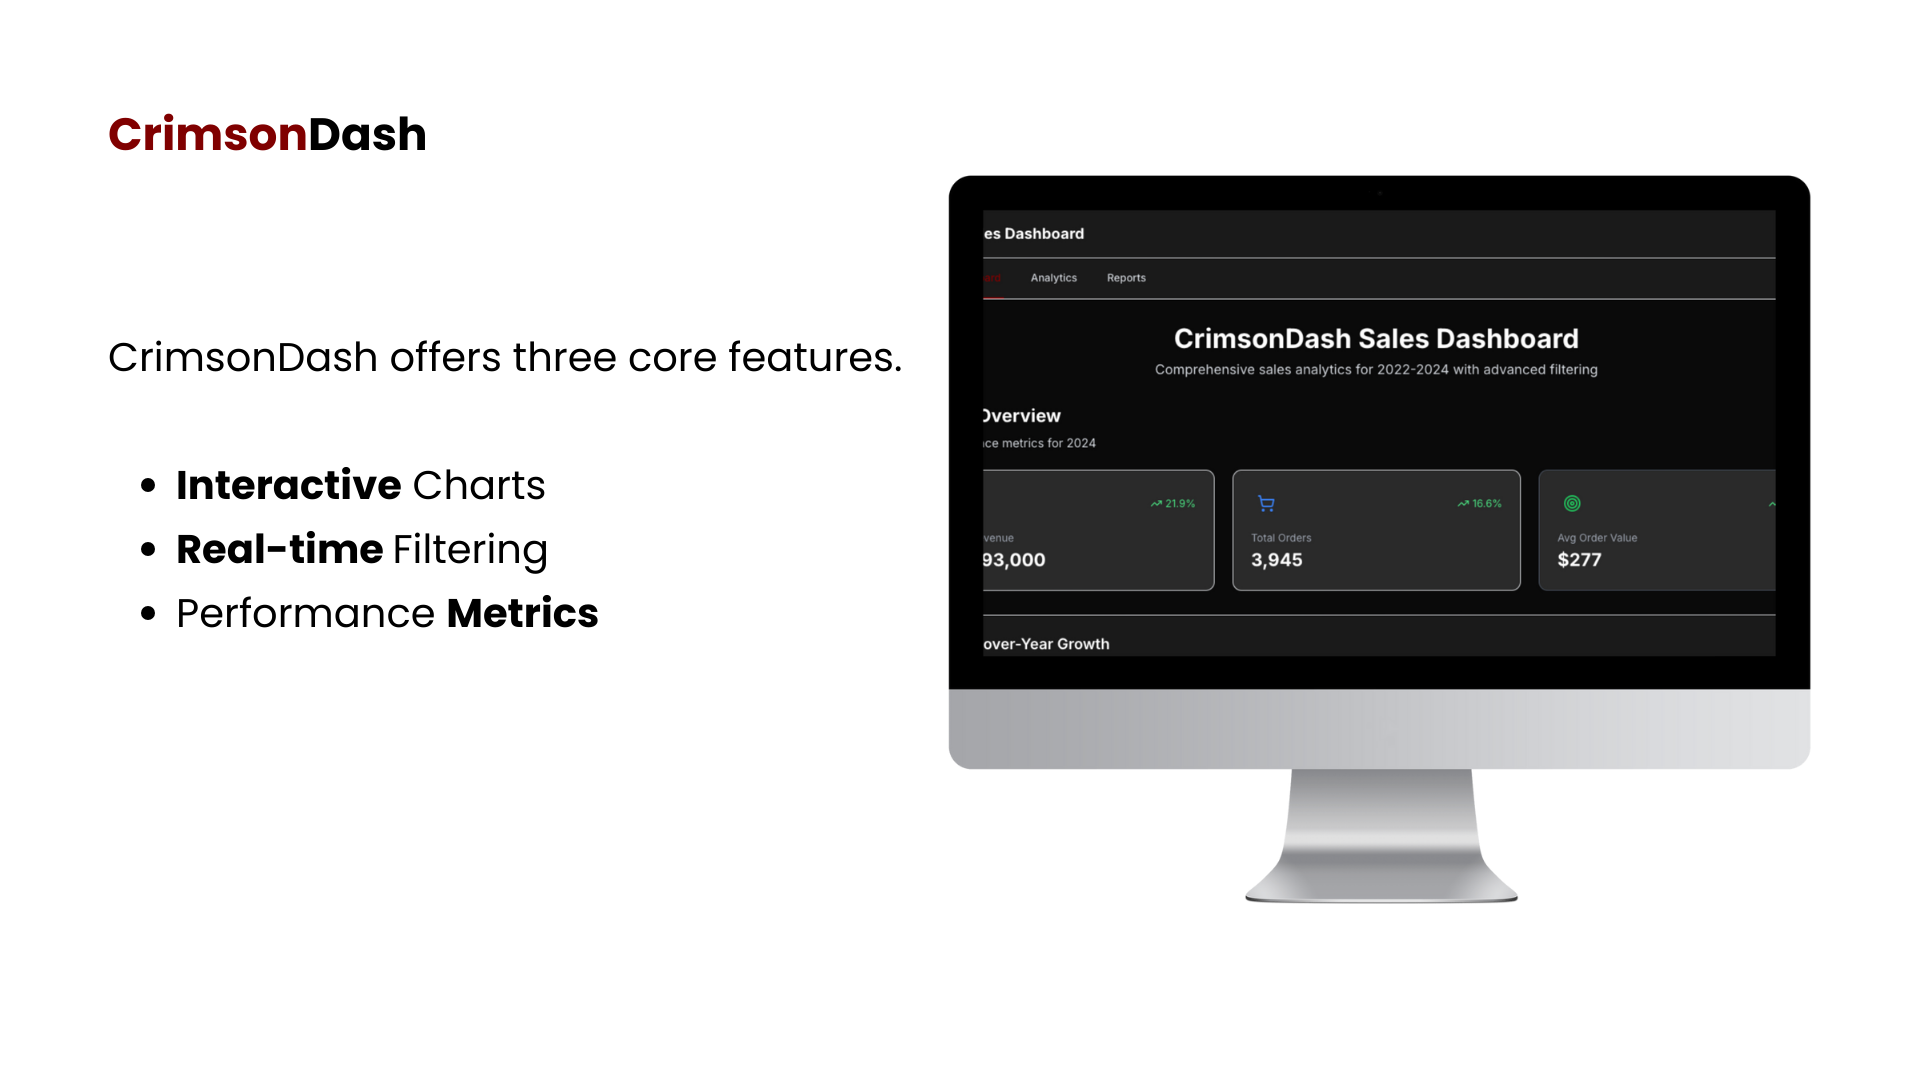 CrimsonDash
CrimsonDash offers three core features.
• Interactive Charts
• Real-time Filtering
• Performance Metrics
es Dashboard
Analytics Reports
CrimsonDash Sales Dashboard
Comprehensive sales analytics for 2022-2024 with advanced filtering
Overview
ce metrics for 2024
21.9%
venue
93,000
16.6%
Total Orders
3,945
Avg Order Value
$277
over-Year Growth